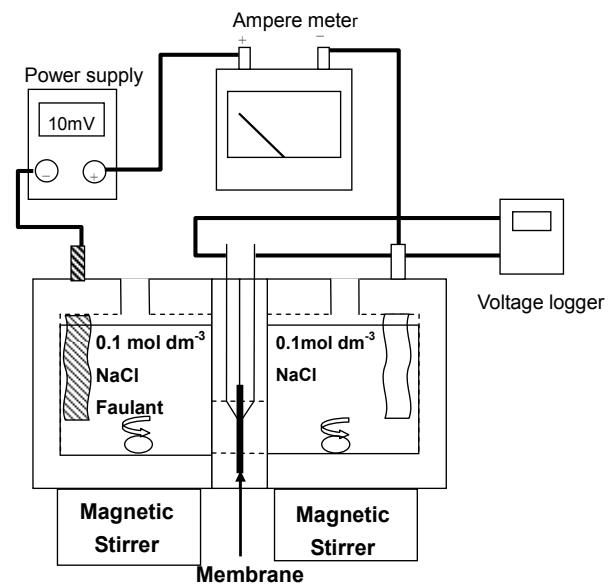 Ampere meter
+ −
Power supply
10mV
− +
Voltage logger
0.1 mol dm-3
NaCl
Faulant
0.1mol dm-3
NaCl
Magnetic
Stirrer
Magnetic
Stirrer
Membrane